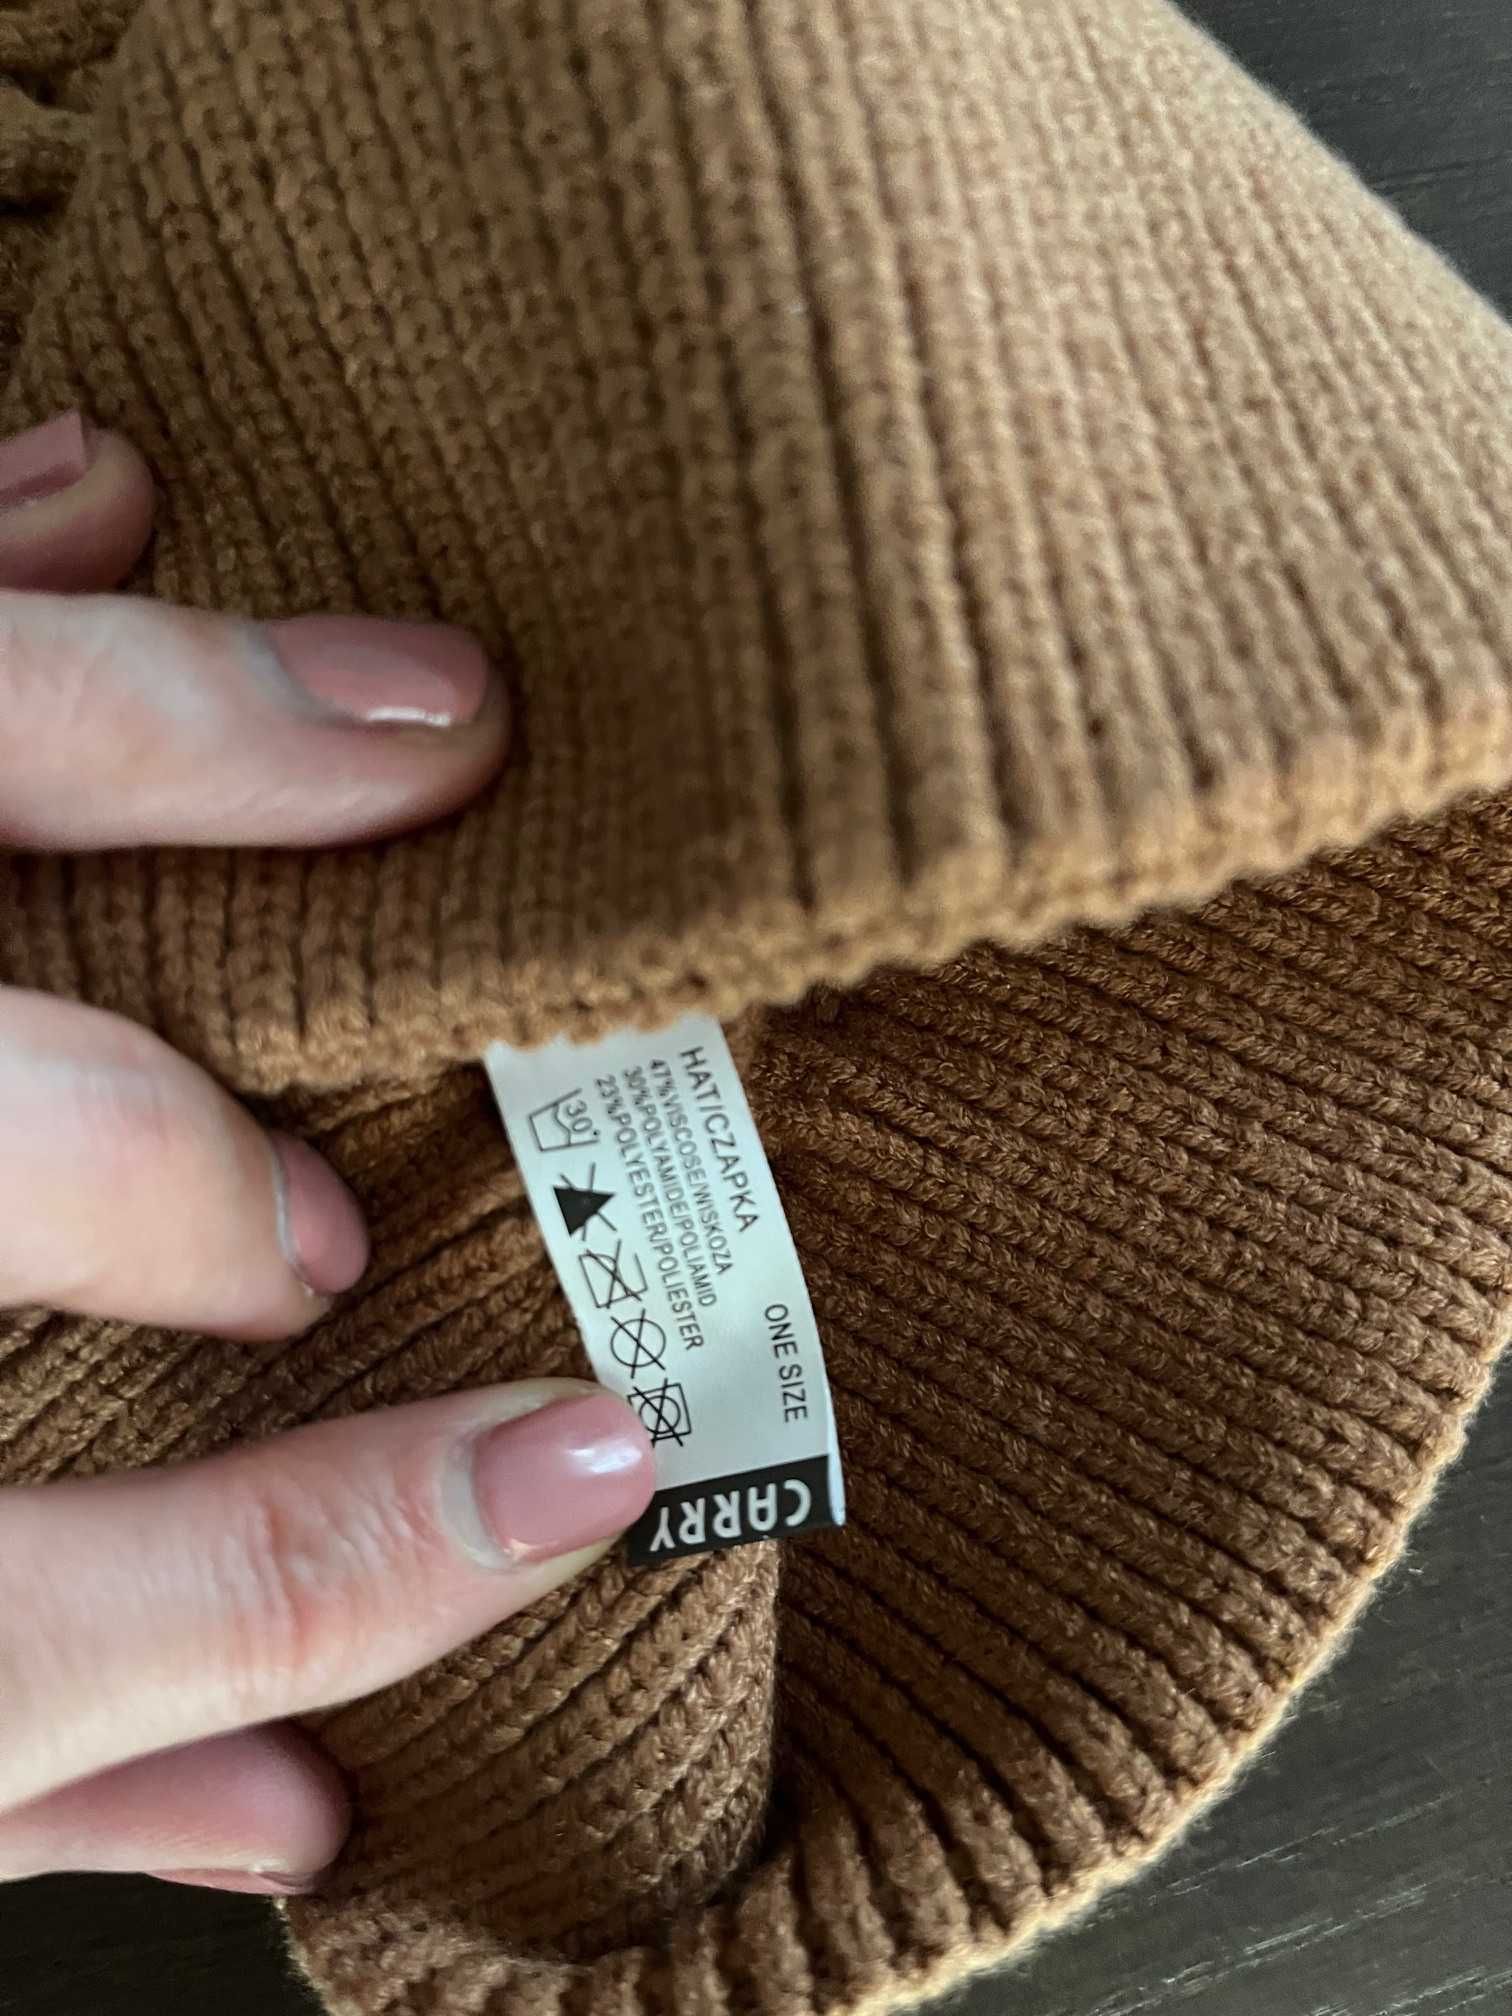 HAT/CZAPKA
47%VISCOSE/WISKOZA
30%POLYAMIDE/POLIAMID
23%POLYESTER/POLIESTER
30°
ONE SIZE
CARRY